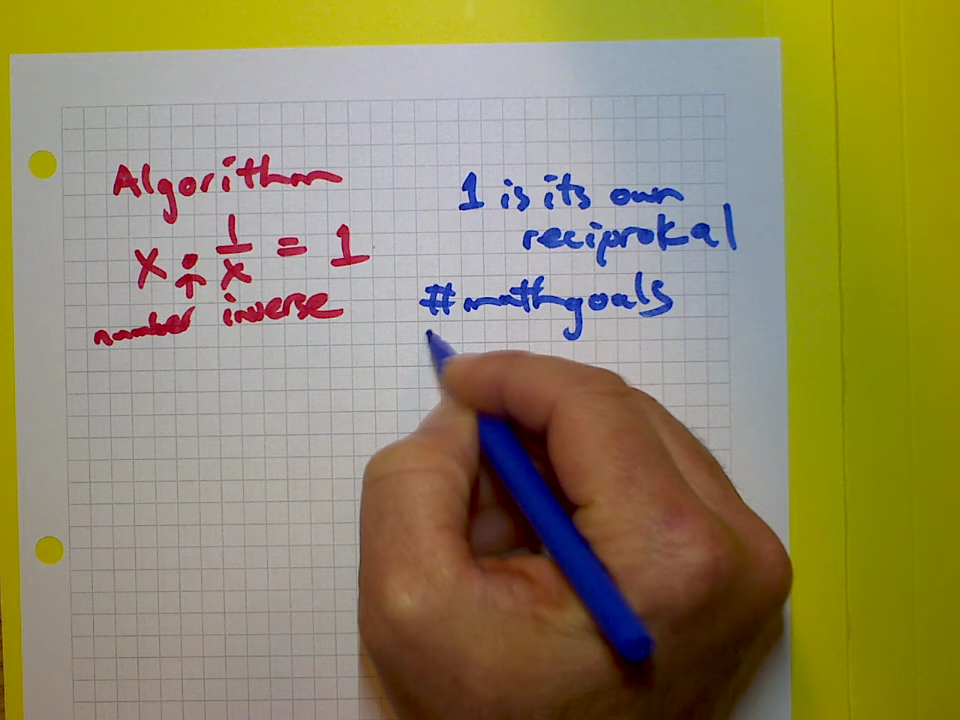 Algorithm
x · 1/x = 1
↑
number inverse
1 is its own
reciprokal
#mathgoals